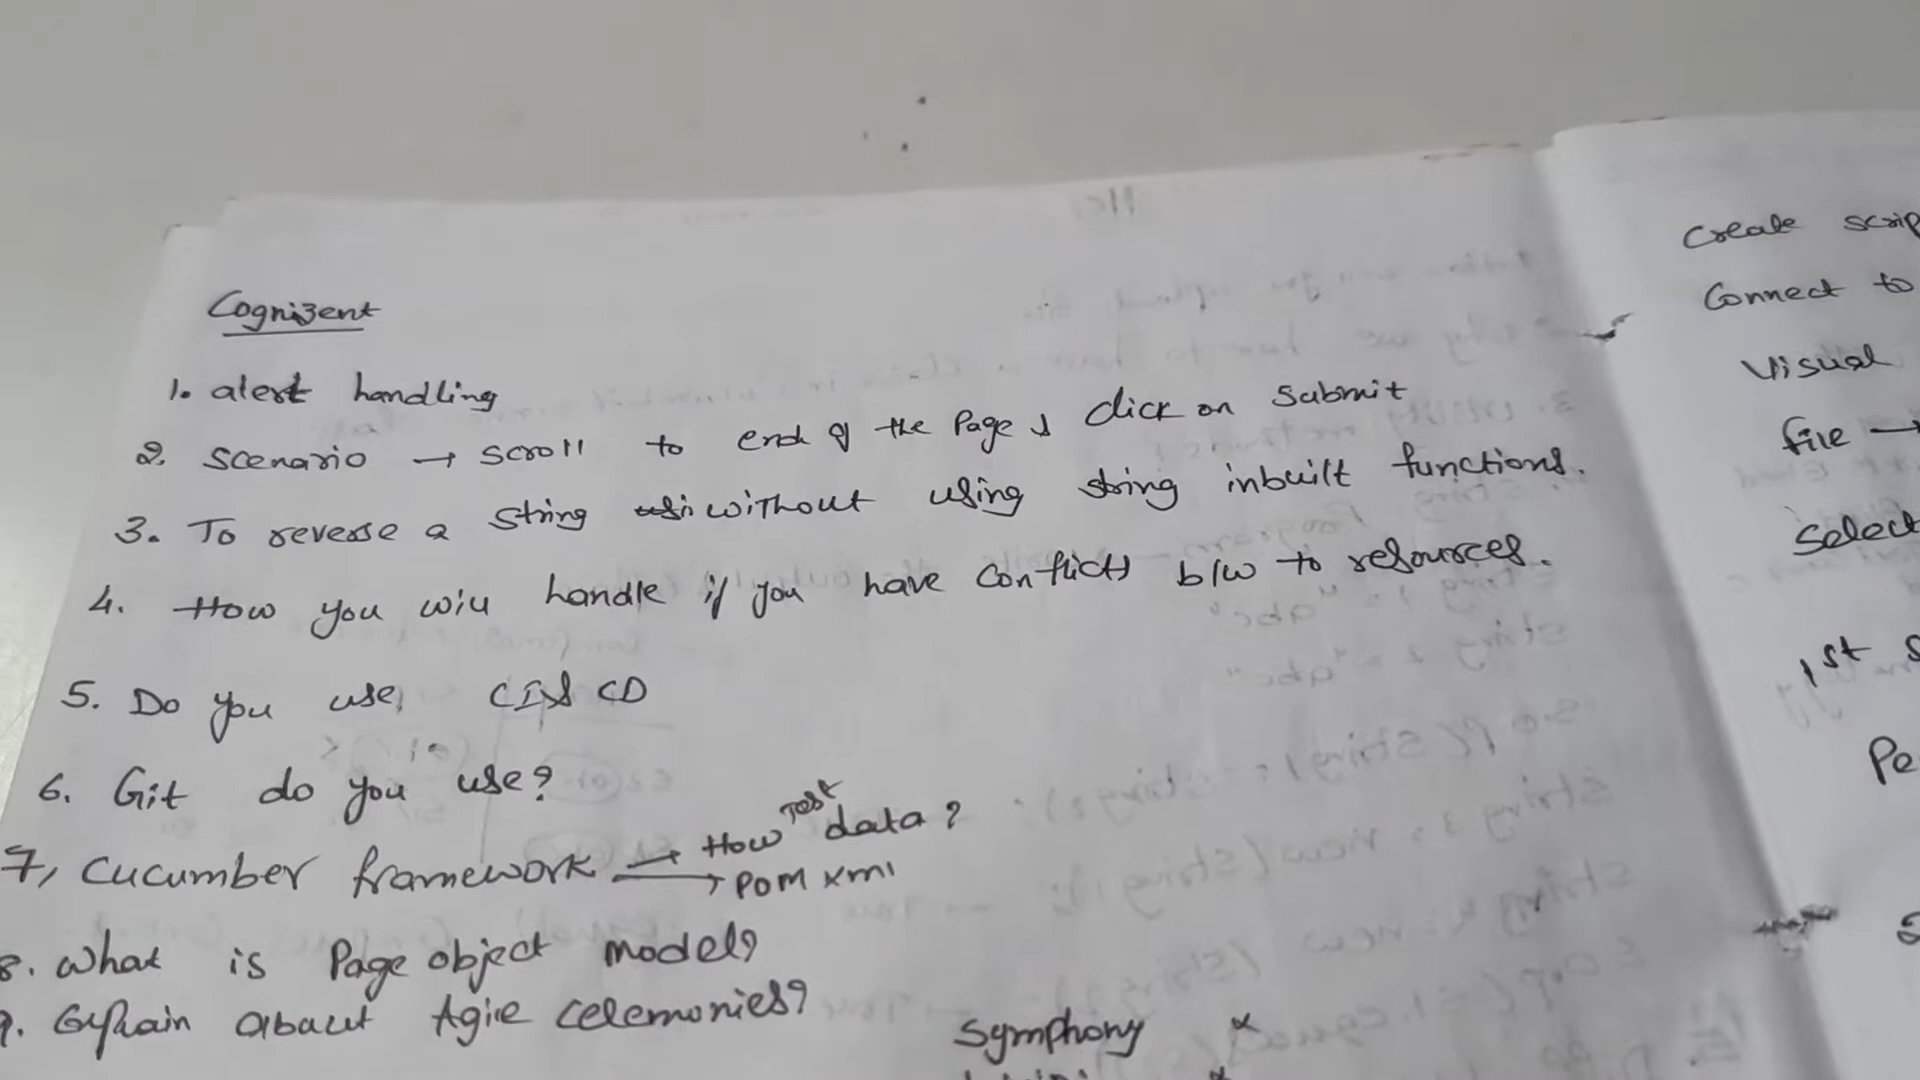 Cognizent
1. alert handling
2. Scenario → scroll to end of the Page & click on Submit
3. To reverse a string without using string inbuilt functions.
4. How you will handle if you have conflicts b/w to resources.
5. Do you use, CI & CD
6. Git do you use?
7, Cucumber framework → How Test data?
→ POM xml
8. What is Page object model?
9. Explain about Agile celemonies?
Symphony x
Create scrip
Connect to
Visual
file →
Select
1st S
Pe